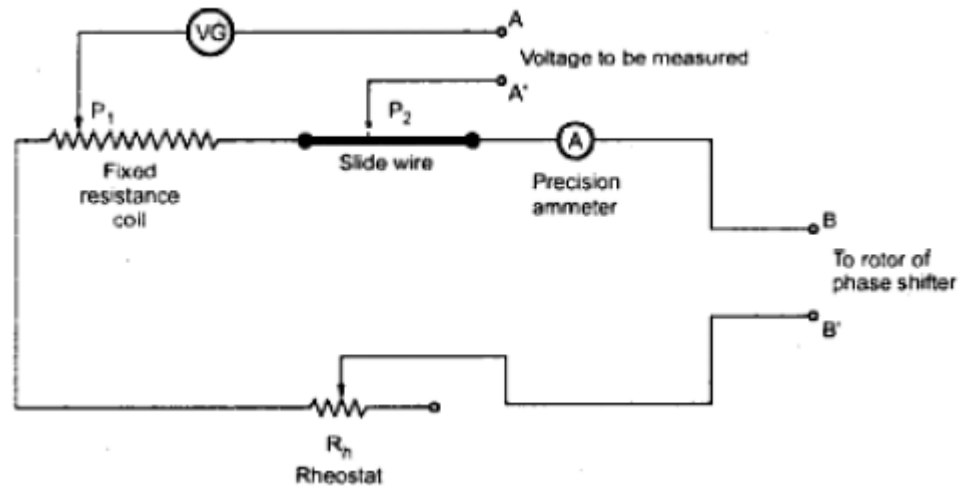 VG
A
Voltage to be measured
A'
P1
P2
Fixed
resistance
coil
Slide wire
A
Precision
ammeter
B
To rotor of
phase shifter
B'
Rh
Rheostat